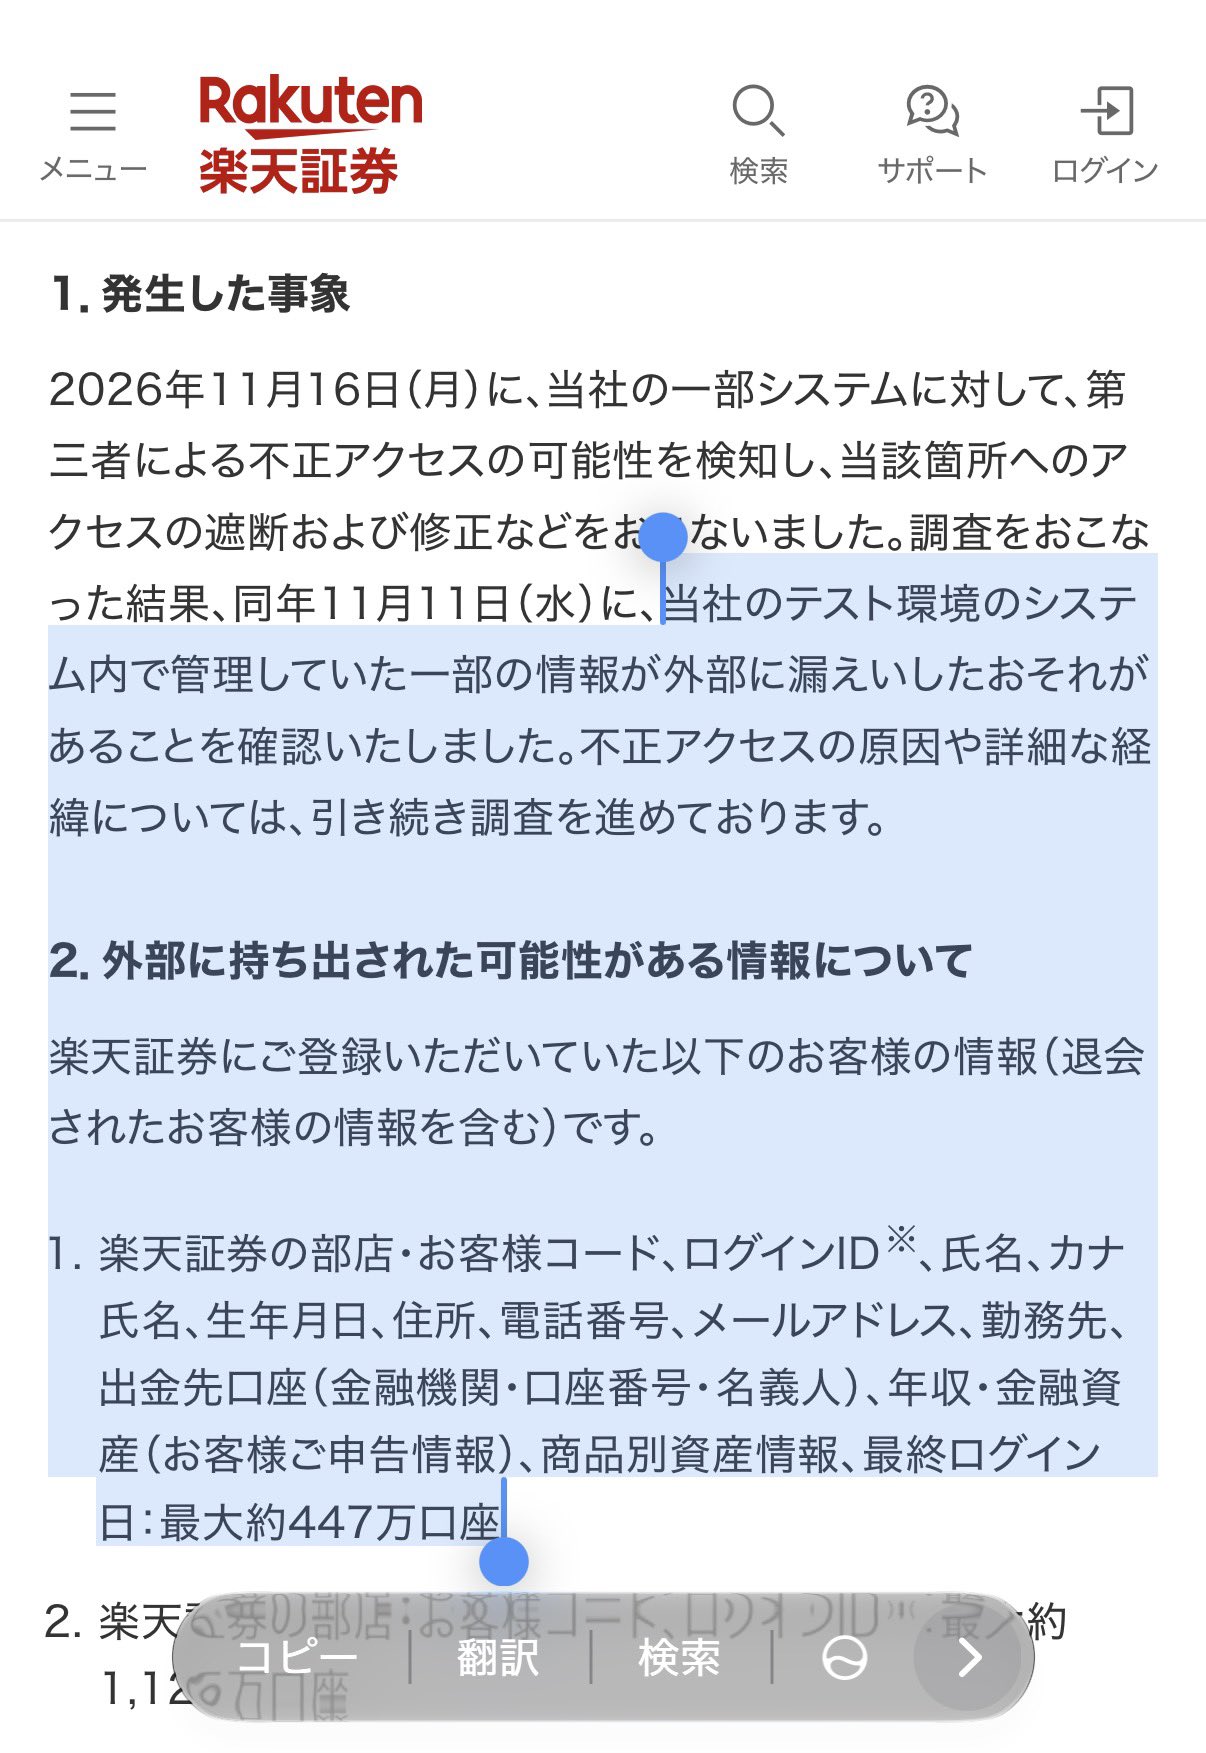 Rakuten
楽天証券
メニュー
検索
サポート
ログイン
1. 発生した事象
2026年11月16日（月）に、当社の一部システムに対して、第
三者による不正アクセスの可能性を検知し、当該箇所へのア
クセスの遮断および修正などをお ないました。調査をおこな
った結果、同年11月11日（水）に、当社のテスト環境のシステ
ム内で管理していた一部の情報が外部に漏えいしたおそれが
あることを確認いたしました。不正アクセスの原因や詳細な経
緯については、引き続き調査を進めております。
2. 外部に持ち出された可能性がある情報について
楽天証券にご登録いただいていた以下のお客様の情報（退会
されたお客様の情報を含む）です。
1. 楽天証券の部店・お客様コード、ログインID※、氏名、カナ
氏名、生年月日、住所、電話番号、メールアドレス、勤務先、
出金先口座（金融機関・口座番号・名義人）、年収・金融資
産（お客様ご申告情報）、商品別資産情報、最終ログイン
日：最大約447万口座
2. 楽天 約
1,12
コピー
翻訳
検索